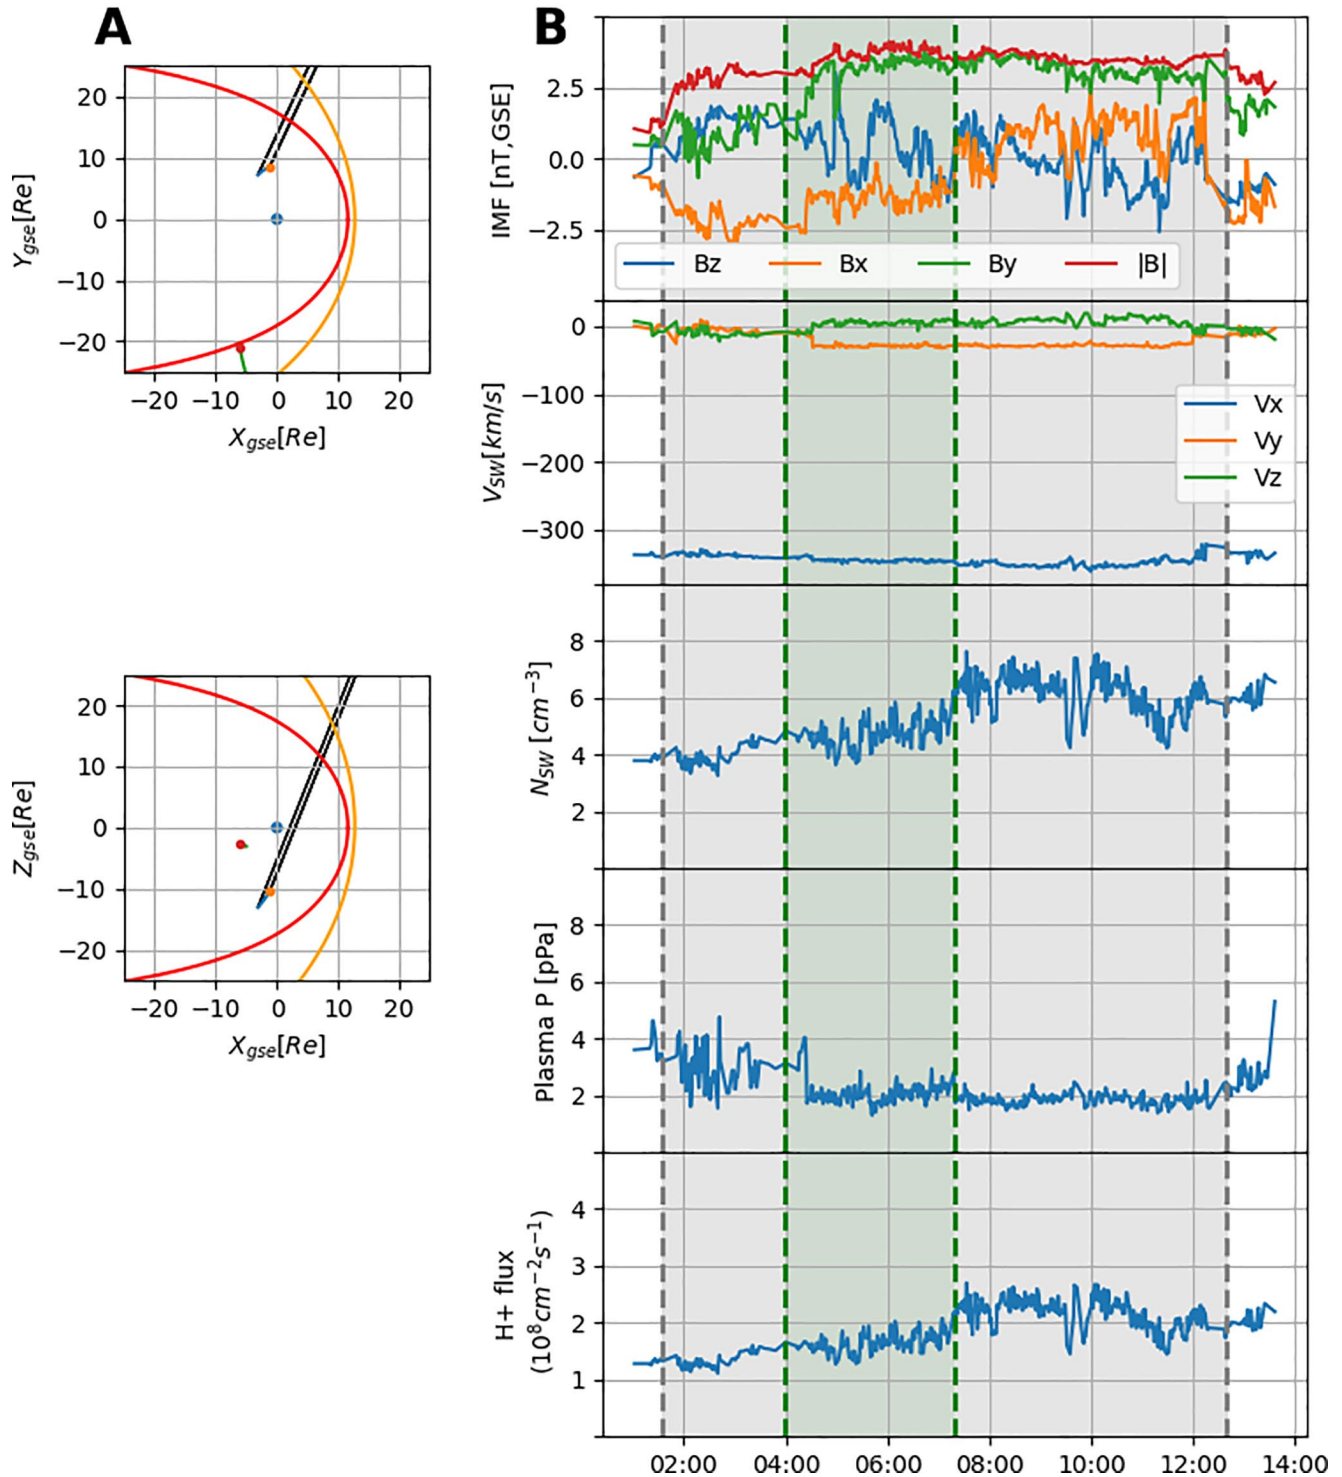 A
20
10
0
−10
−20
Y_gse[Re]
−20 −10 0 10 20
X_gse[Re]
20
10
0
−10
−20
Z_gse[Re]
−20 −10 0 10 20
X_gse[Re]
B
2.5
0.0
−2.5
IMF [nT,GSE]
Bz Bx By |B|
0
−100
−200
−300
V_SW[km/s]
Vx
Vy
Vz
8
6
4
2
N_SW [cm⁻³]
8
6
4
2
Plasma P [pPa]
4
3
2
1
H+ flux
(10⁸cm⁻²s⁻¹)
02:00 04:00 06:00 08:00 10:00 12:00 14:00